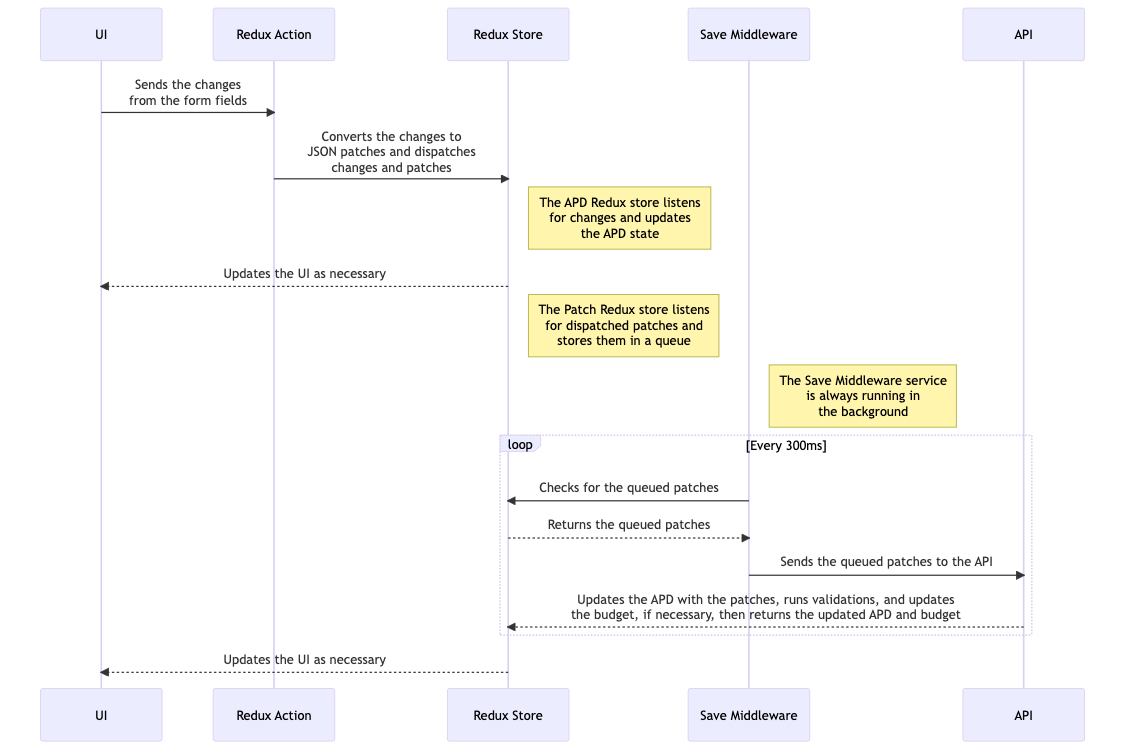 UI
Redux Action
Redux Store
Save Middleware
API
Sends the changes
from the form fields
Converts the changes to
JSON patches and dispatches
changes and patches
The APD Redux store listens
for changes and updates
the APD state
Updates the UI as necessary
The Patch Redux store listens
for dispatched patches and
stores them in a queue
The Save Middleware service
is always running in
the background
loop
[Every 300ms]
Checks for the queued patches
Returns the queued patches
Sends the queued patches to the API
Updates the APD with the patches, runs validations, and updates
the budget, if necessary, then returns the updated APD and budget
Updates the UI as necessary
UI
Redux Action
Redux Store
Save Middleware
API